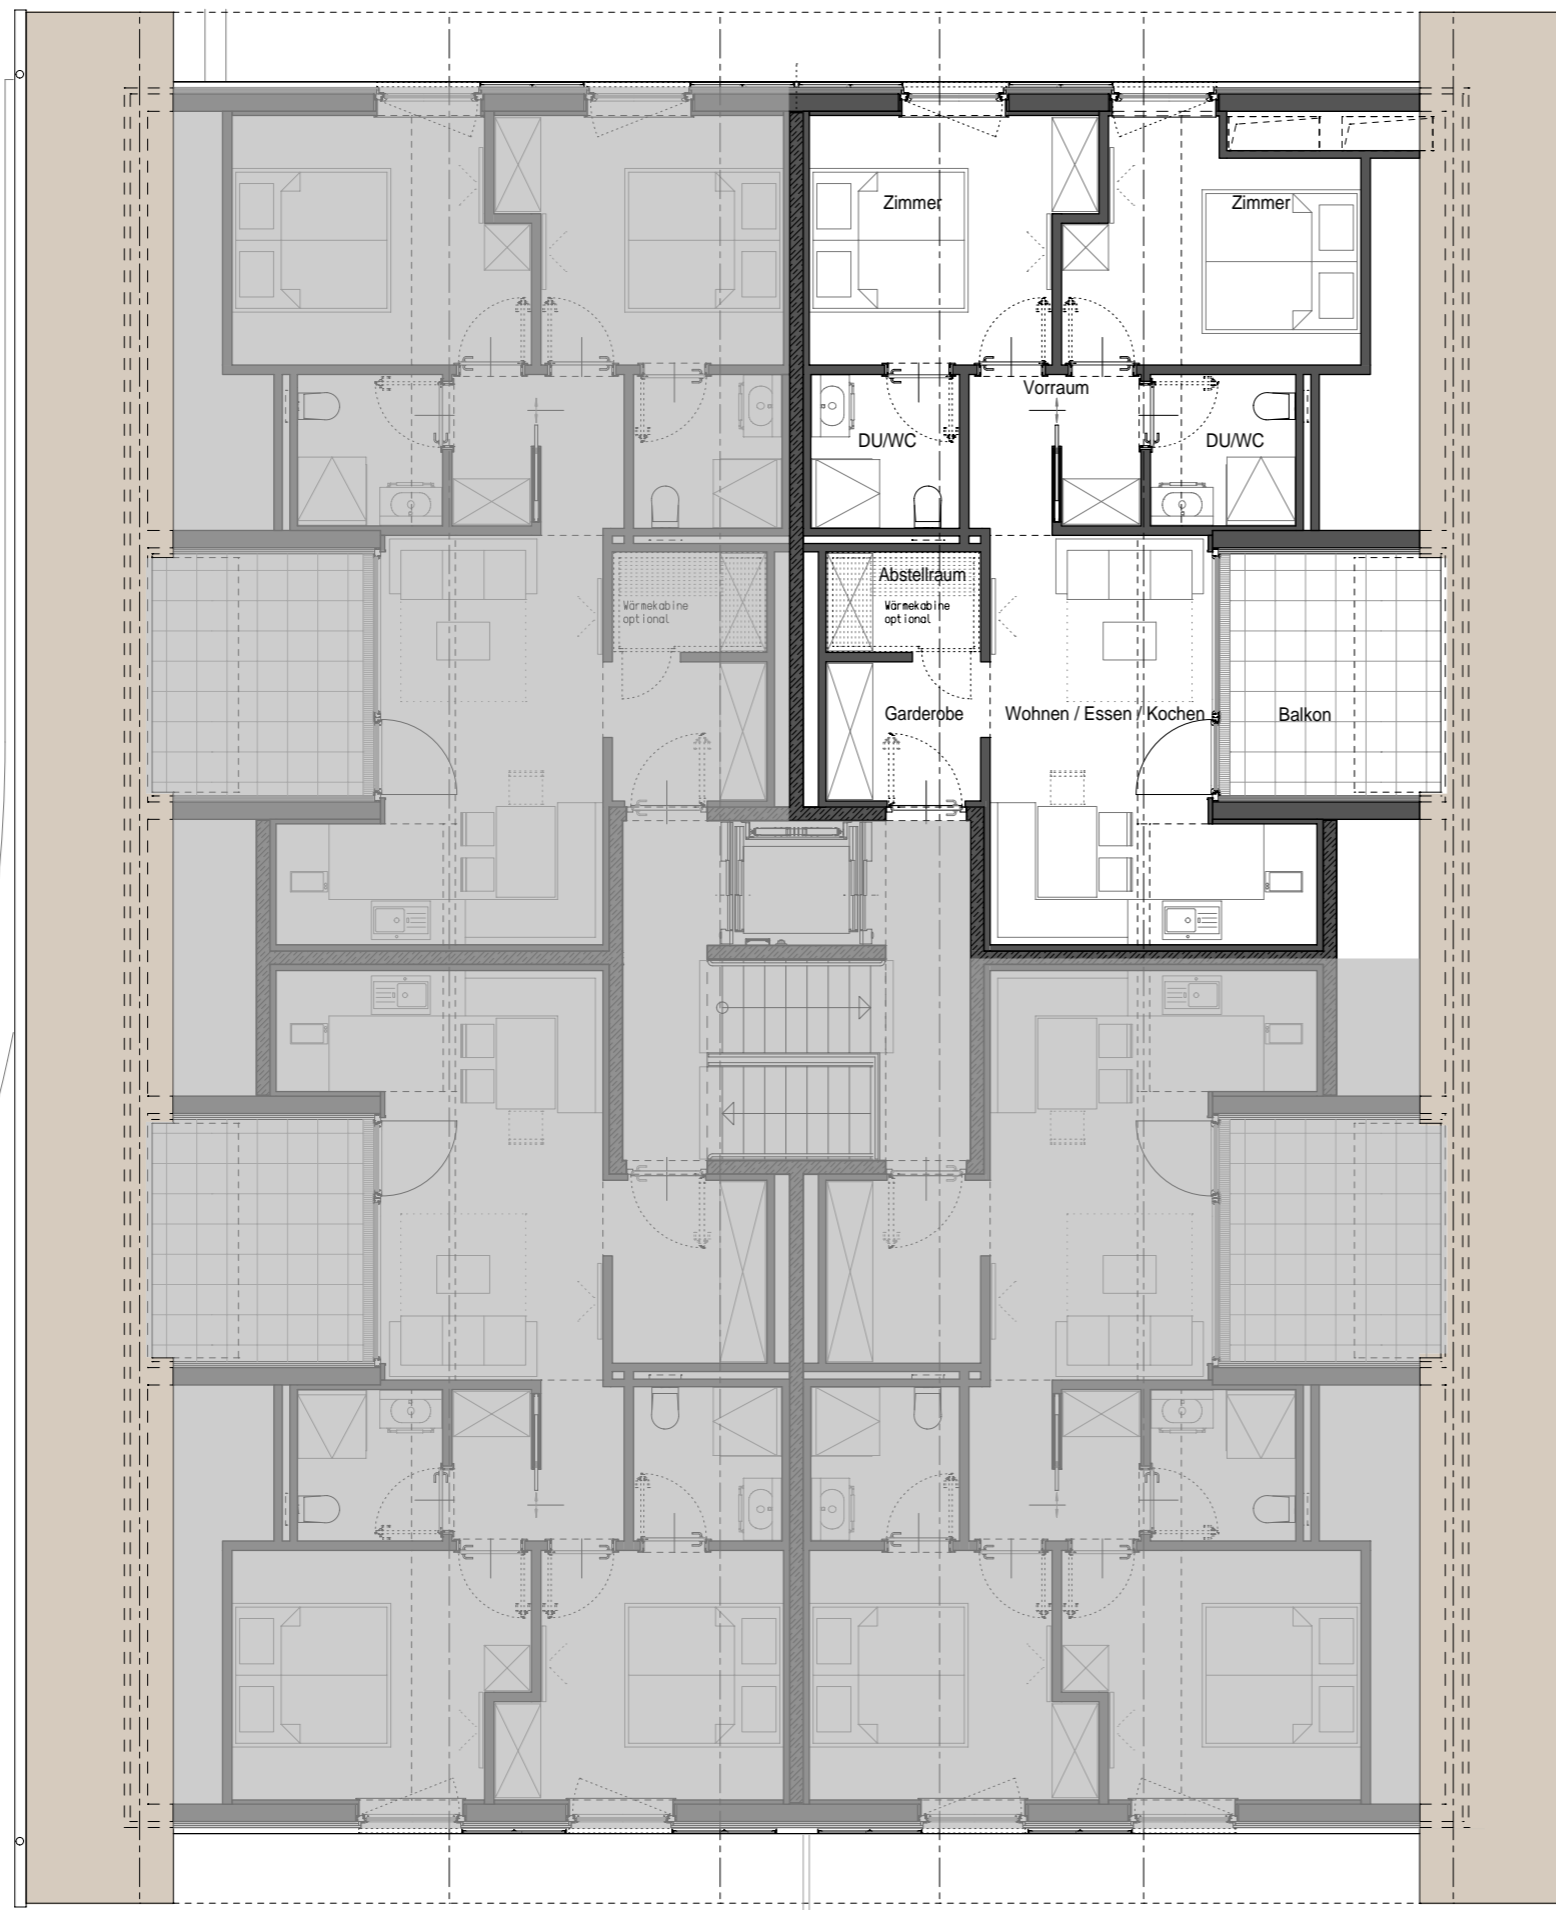 Zimmer
Zimmer
Vorraum
DU/WC
DU/WC
Abstellraum
Wärmekabine
optional
Wärmekabine
optional
Garderobe
Wohnen / Essen / Kochen
Balkon